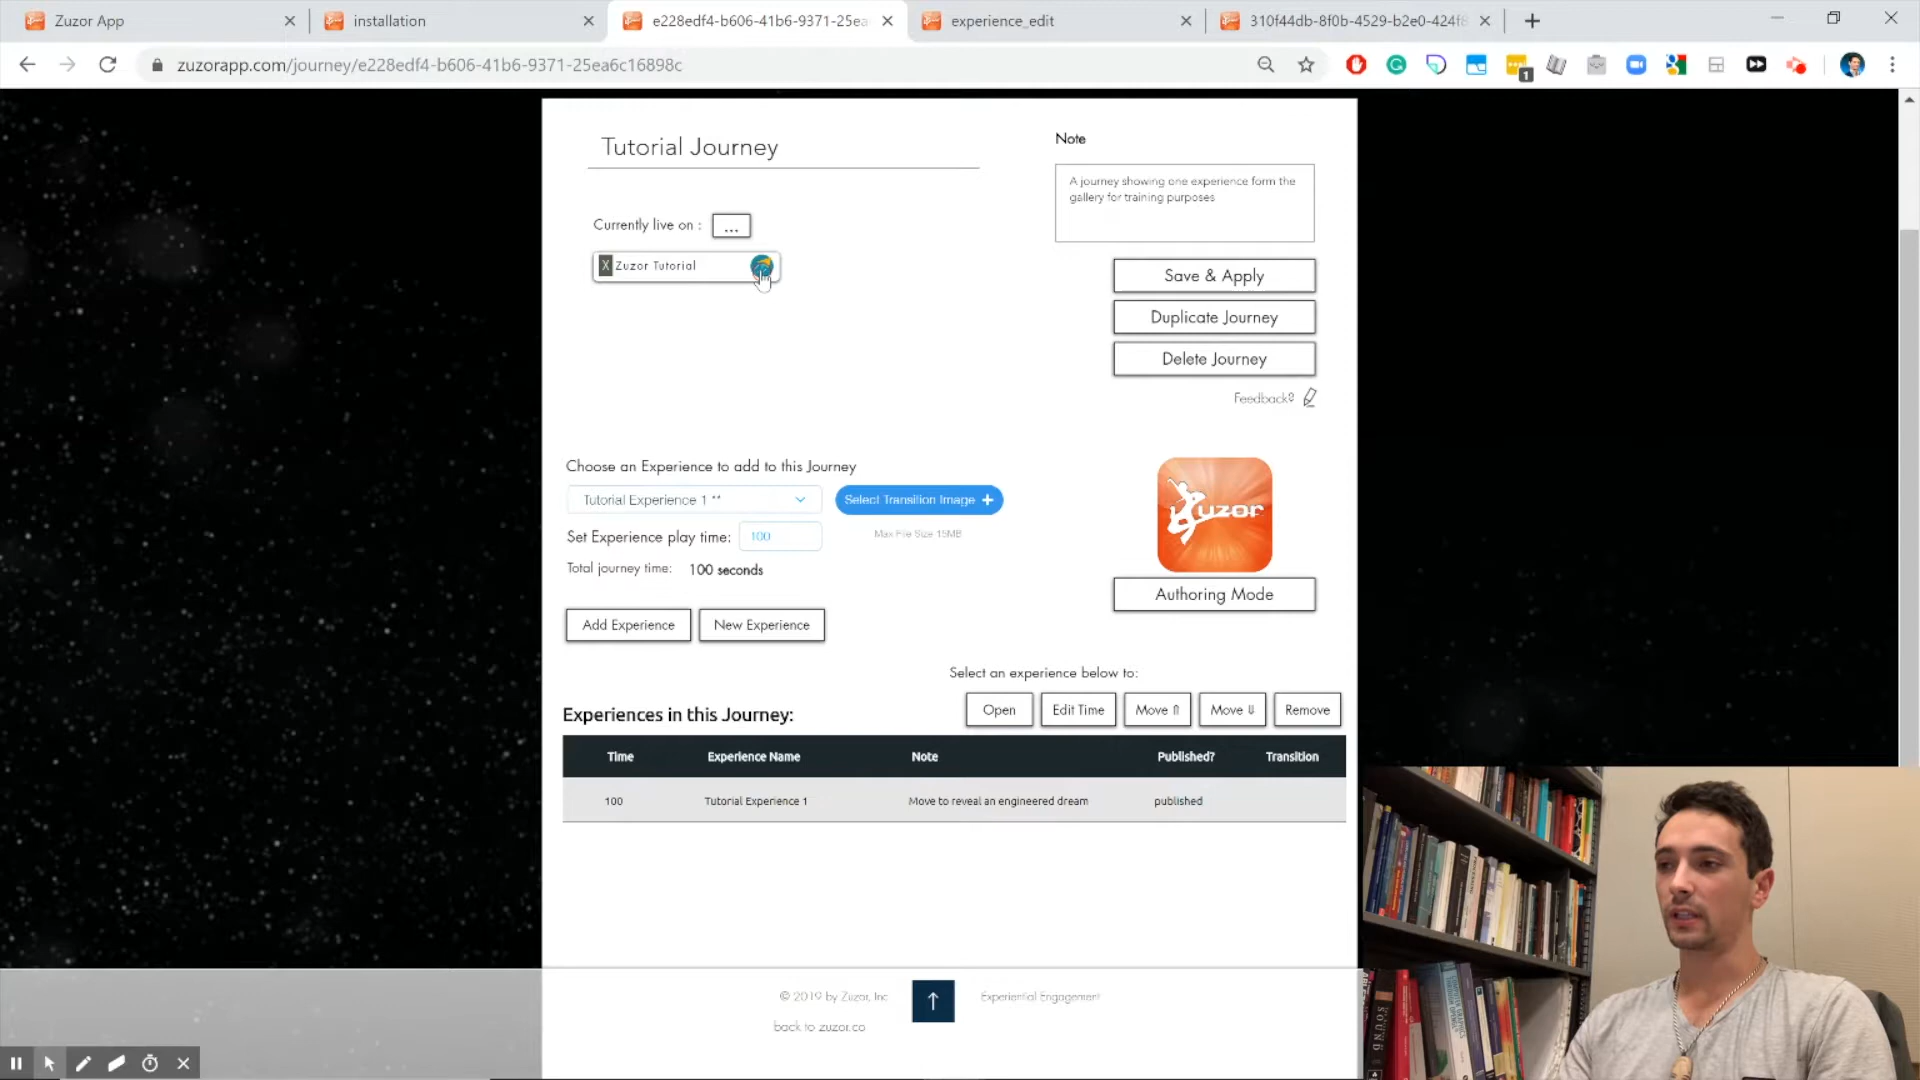 Zuzor App
installation
e228edf4-b606-41b6-9371-25ea
experience_edit
310f44db-8f0b-4529-b2e0-424f8
zuzorapp.com/journey/e228edf4-b606-41b6-9371-25ea6c16898c
1
Tutorial Journey
Note
A journey showing one experience form the
gallery for training purposes
Currently live on :
...
X Zuzor Tutorial
Save & Apply
Duplicate Journey
Delete Journey
Feedback?
Choose an Experience to add to this Journey
Tutorial Experience 1 **
Select Transition Image +
Set Experience play time: 100
Max File Size 15MB
Total journey time: 100 seconds
zuzor
Authoring Mode
Add Experience
New Experience
Select an experience below to:
Experiences in this Journey:
Open
Edit Time
Move ⇑
Move ⇓
Remove
Time Experience Name Note Published? Transition
100 Tutorial Experience 1 Move to reveal an engineered dream published
© 2019 by Zuzor, Inc
Experiential Engagement
back to zuzor.co
SOUND